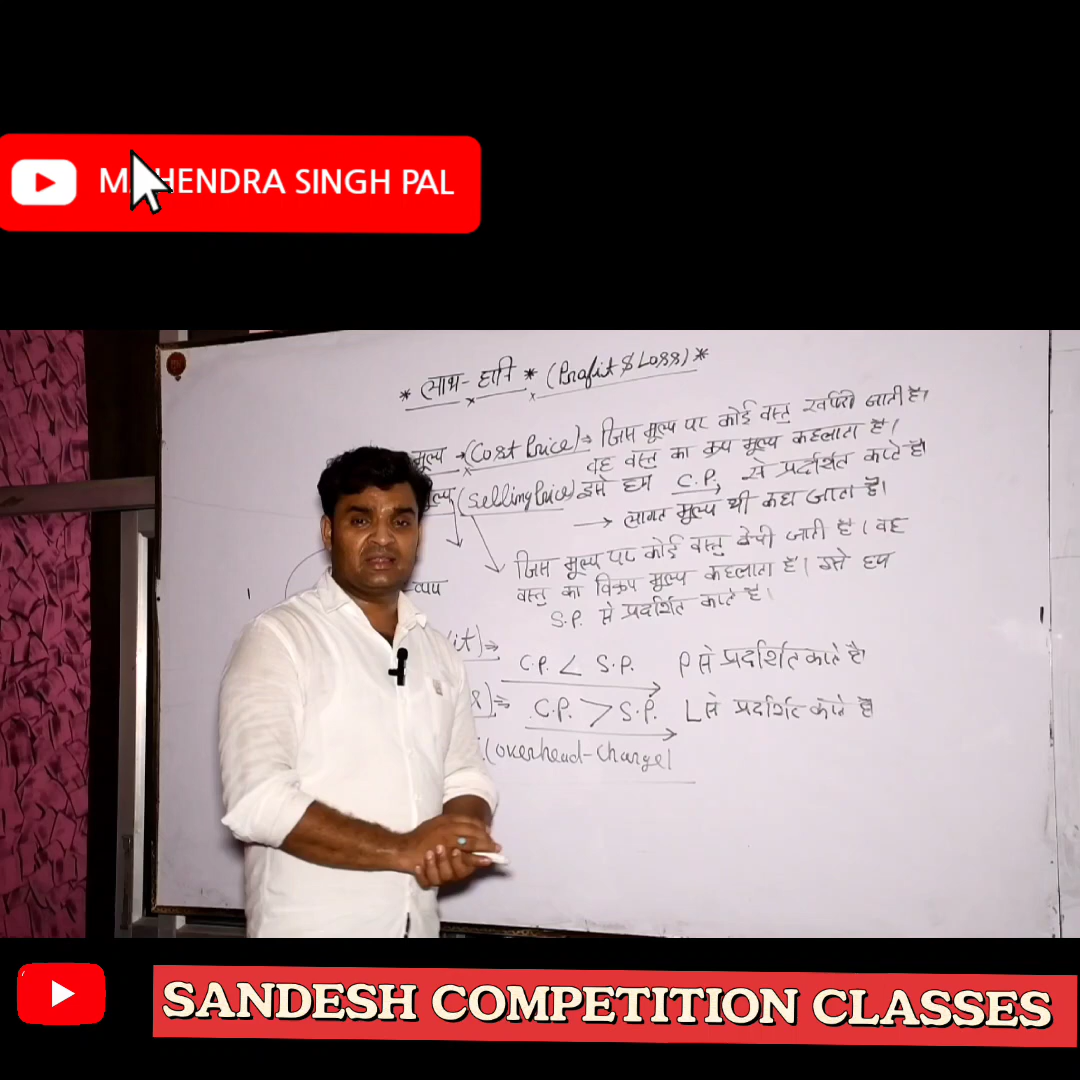 MAHENDRA SINGH PAL
* लाभ - हानि * (Profit & Loss) *
मूल्य → (Cost Price) ⇒ जिस मूल्य पर कोई वस्तु खरीदी जाती है।
वह वस्तु का क्रय मूल्य कहलाता है।
मूल्य (Selling Price) इसे हम C.P. से प्रदर्शित करते है।
→ लागत मूल्य भी कहा जाता है।
जिस मूल्य पर कोई वस्तु बेची जाती है। वह
वस्तु का विक्रय मूल्य कहलाता है। इसे हम
S.P. से प्रदर्शित करते है।
व्यय
it) ⇒ C.P. < S.P. P से प्रदर्शित करते है।
⇒ C.P. > S.P. L से प्रदर्शित करते है
(overhead-charge)
SANDESH COMPETITION CLASSES